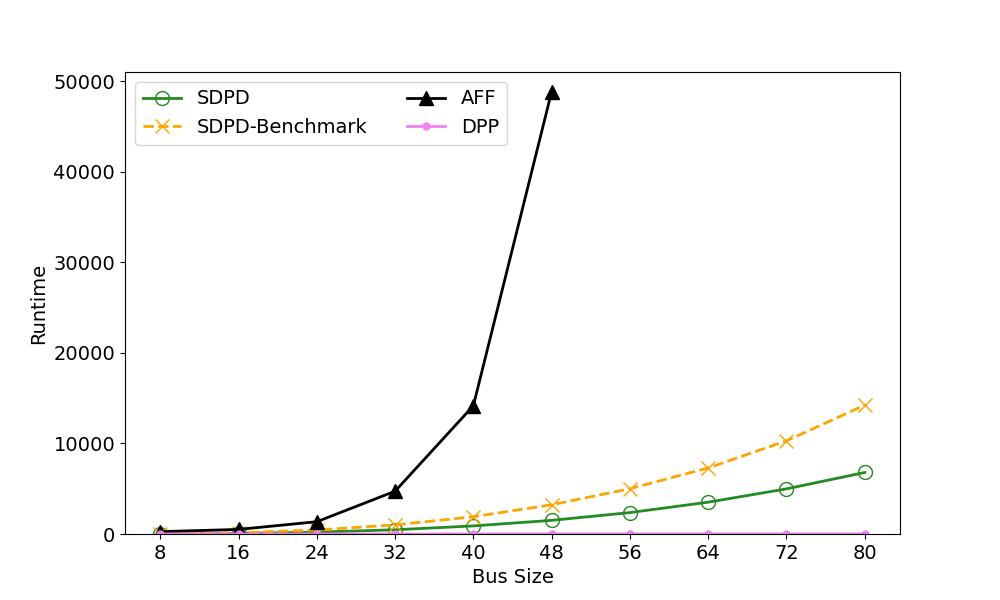 50000
40000
30000
20000
10000
0
Runtime
SDPD
SDPD-Benchmark
AFF
DPP
8 16 24 32 40 48 56 64 72 80
Bus Size